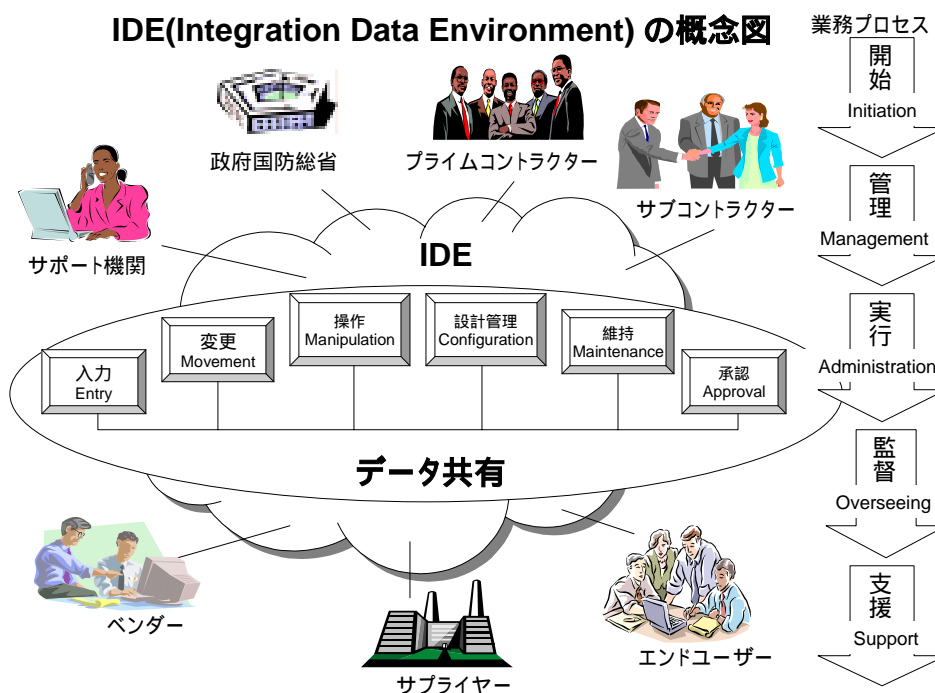 IDE(Integration Data Environment) の概念図
業務プロセス
開始
Initiation
管理
Management
実行
Administration
監督
Overseeing
支援
Support
政府国防総省
プライムコントラクター
サブコントラクター
サポート機関
IDE
入力
Entry
変更
Movement
操作
Manipulation
設計管理
Configuration
維持
Maintenance
承認
Approval
データ共有
ベンダー
サプライヤー
エンドユーザー